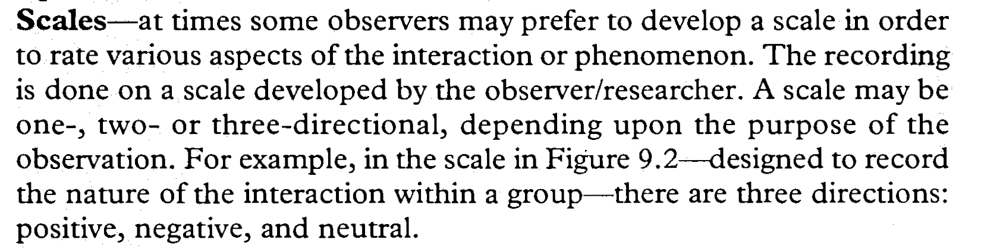 Scales—at times some observers may prefer to develop a scale in order
to rate various aspects of the interaction or phenomenon. The recording
is done on a scale developed by the observer/researcher. A scale may be
one-, two- or three-directional, depending upon the purpose of the
observation. For example, in the scale in Figure 9.2—designed to record
the nature of the interaction within a group—there are three directions:
positive, negative, and neutral.